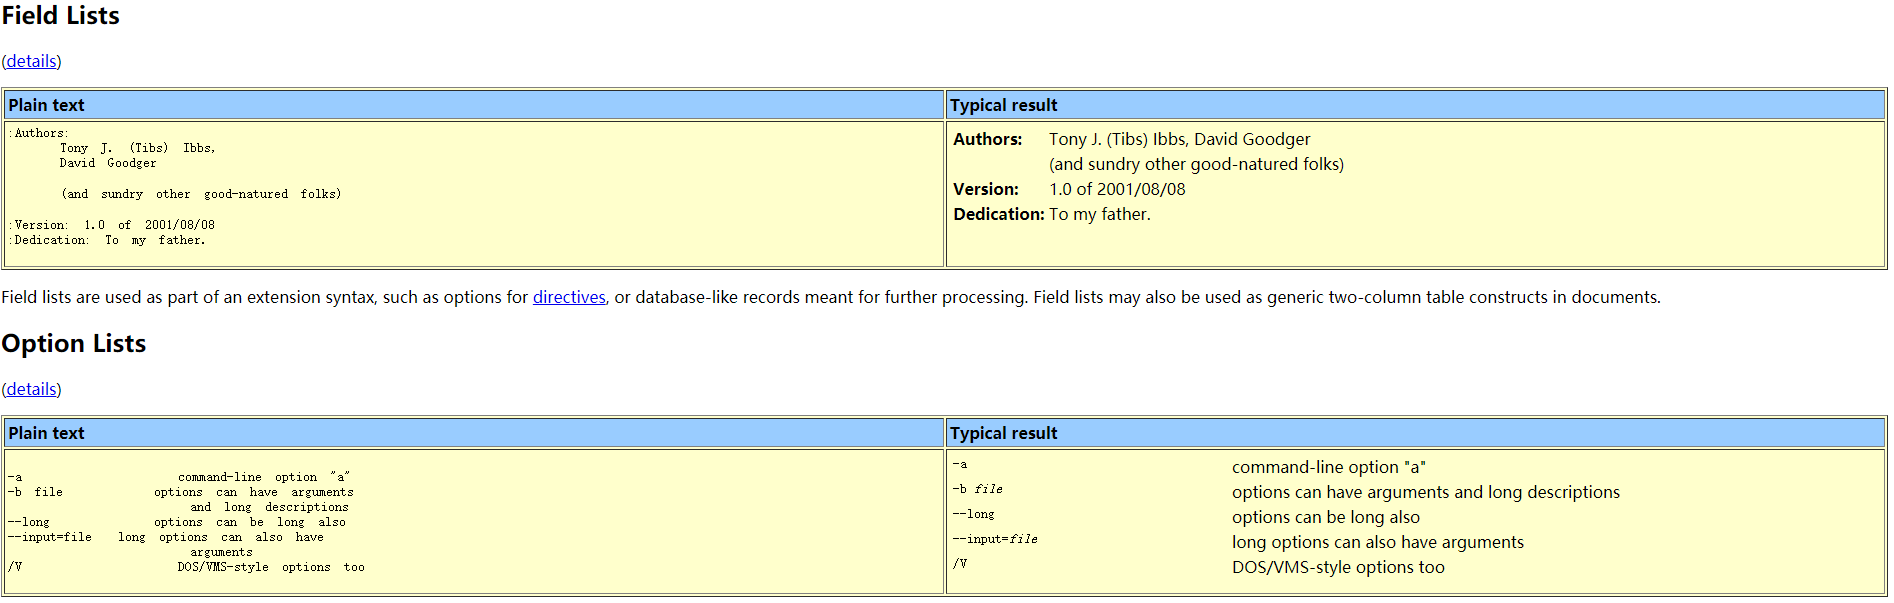 Field Lists
(details)
Plain text
Typical result
:Authors:
Tony J. (Tibs) Ibbs,
David Goodger
(and sundry other good-natured folks)
:Version: 1.0 of 2001/08/08
:Dedication: To my father.
Authors: Tony J. (Tibs) Ibbs, David Goodger
(and sundry other good-natured folks)
Version: 1.0 of 2001/08/08
Dedication: To my father.
Field lists are used as part of an extension syntax, such as options for directives, or database-like records meant for further processing. Field lists may also be used as generic two-column table constructs in documents.
Option Lists
(details)
Plain text
Typical result
-a command-line option "a"
-b file options can have arguments
and long descriptions
--long options can be long also
--input=file long options can also have
arguments
/V DOS/VMS-style options too
-a command-line option "a"
-b file options can have arguments and long descriptions
--long options can be long also
--input=file long options can also have arguments
/V DOS/VMS-style options too